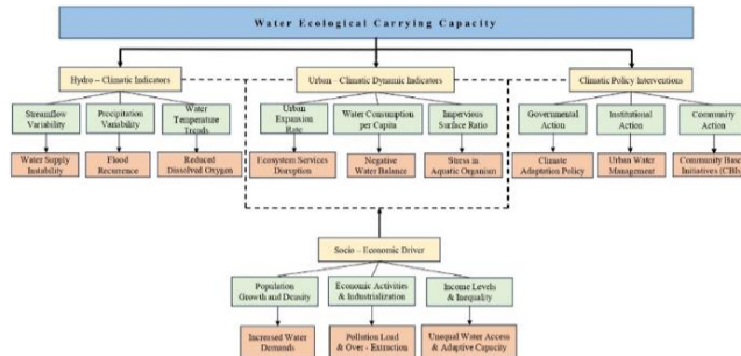 Water Ecological Carrying Capacity
Hydro – Climatic Indicators
Urban – Climatic Dynamic Indicators
Climatic Policy Interventions
Streamflow
Variability
Precipitation
Variability
Water
Temperature
Trends
Urban
Expansion
Rate
Water Consumption
per Capita
Impervious
Surface Ratio
Governmental
Action
Institutional
Action
Community
Action
Water Supply
Instability
Flood
Recurrence
Reduced
Dissolved Oxygen
Ecosystem Services
Disruption
Negative
Water Balance
Stress in
Aquatic Organism
Climate
Adaptation Policy
Urban Water
Management
Community Base
Initiatives (CBIs)
Socio – Economic Driver
Population
Growth and Density
Economic Activities
& Industrialization
Income Levels
& Inequality
Increased Water
Demands
Pollution Load
& Over - Extraction
Unequal Water Access
& Adaptive Capacity